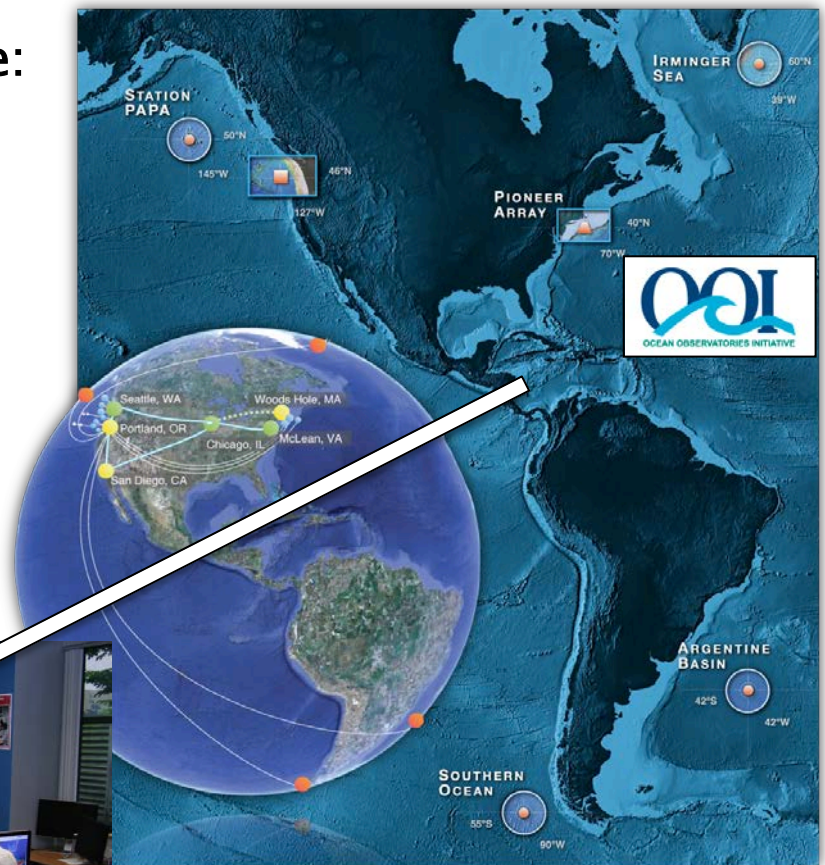 e:
STATION
PAPA
50°N
145°W
46°N
127°W
IRMINGER
SEA
60°N
39°W
PIONEER
ARRAY
40°N
70°W
OOI
OCEAN OBSERVATORIES INITIATIVE
Seattle, WA
Woods Hole, MA
Portland, OR
Chicago, IL
McLean, VA
San Diego, CA
ARGENTINE
BASIN
42°S
42°W
SOUTHERN
OCEAN
55°S
90°W